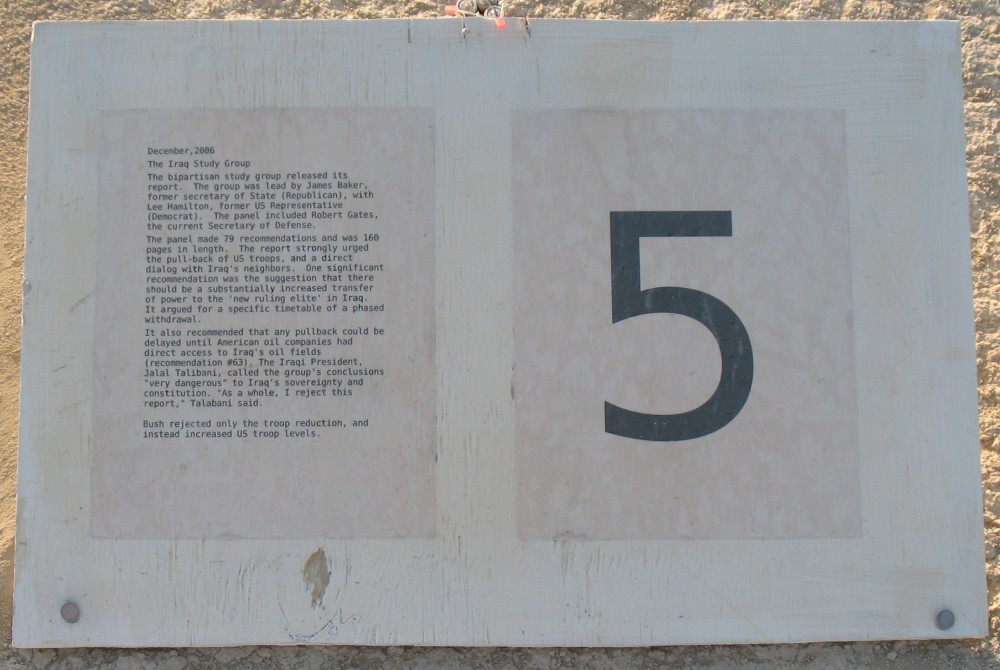 December,2006
The Iraq Study Group
The bipartisan study group released its
report. The group was lead by James Baker,
former secretary of State (Republican), with
Lee Hamilton, former US Representative
(Democrat). The panel included Robert Gates,
the current Secretary of Defense.
The panel made 79 recommendations and was 160
pages in length. The report strongly urged
the pull-back of US troops, and a direct
dialog with Iraq's neighbors. One significant
recommendation was the suggestion that there
should be a substantially increased transfer
of power to the 'new ruling elite' in Iraq.
It argued for a specific timetable of a phased
withdrawal.
It also recommended that any pullback could be
delayed until American oil companies had
direct access to Iraq's oil fields
(recommendation #63). The Iraqi President,
Jalal Talibani, called the group's conclusions
"very dangerous" to Iraq's sovereignty and
constitution. "As a whole, I reject this
report," Talabani said.
Bush rejected only the troop reduction, and
instead increased US troop levels.
5